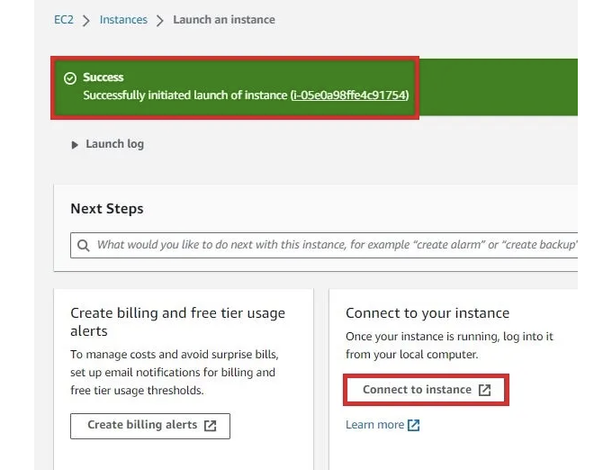 EC2 > Instances > Launch an instance
Success
Successfully initiated launch of instance (i-05e0a98ffe4c91754)
Launch log
Next Steps
What would you like to do next with this instance, for example "create alarm" or "create backup"
Create billing and free tier usage
alerts
To manage costs and avoid surprise bills,
set up email notifications for billing and
free tier usage thresholds.
Create billing alerts
Connect to your instance
Once your instance is running, log into it
from your local computer.
Connect to instance
Learn more